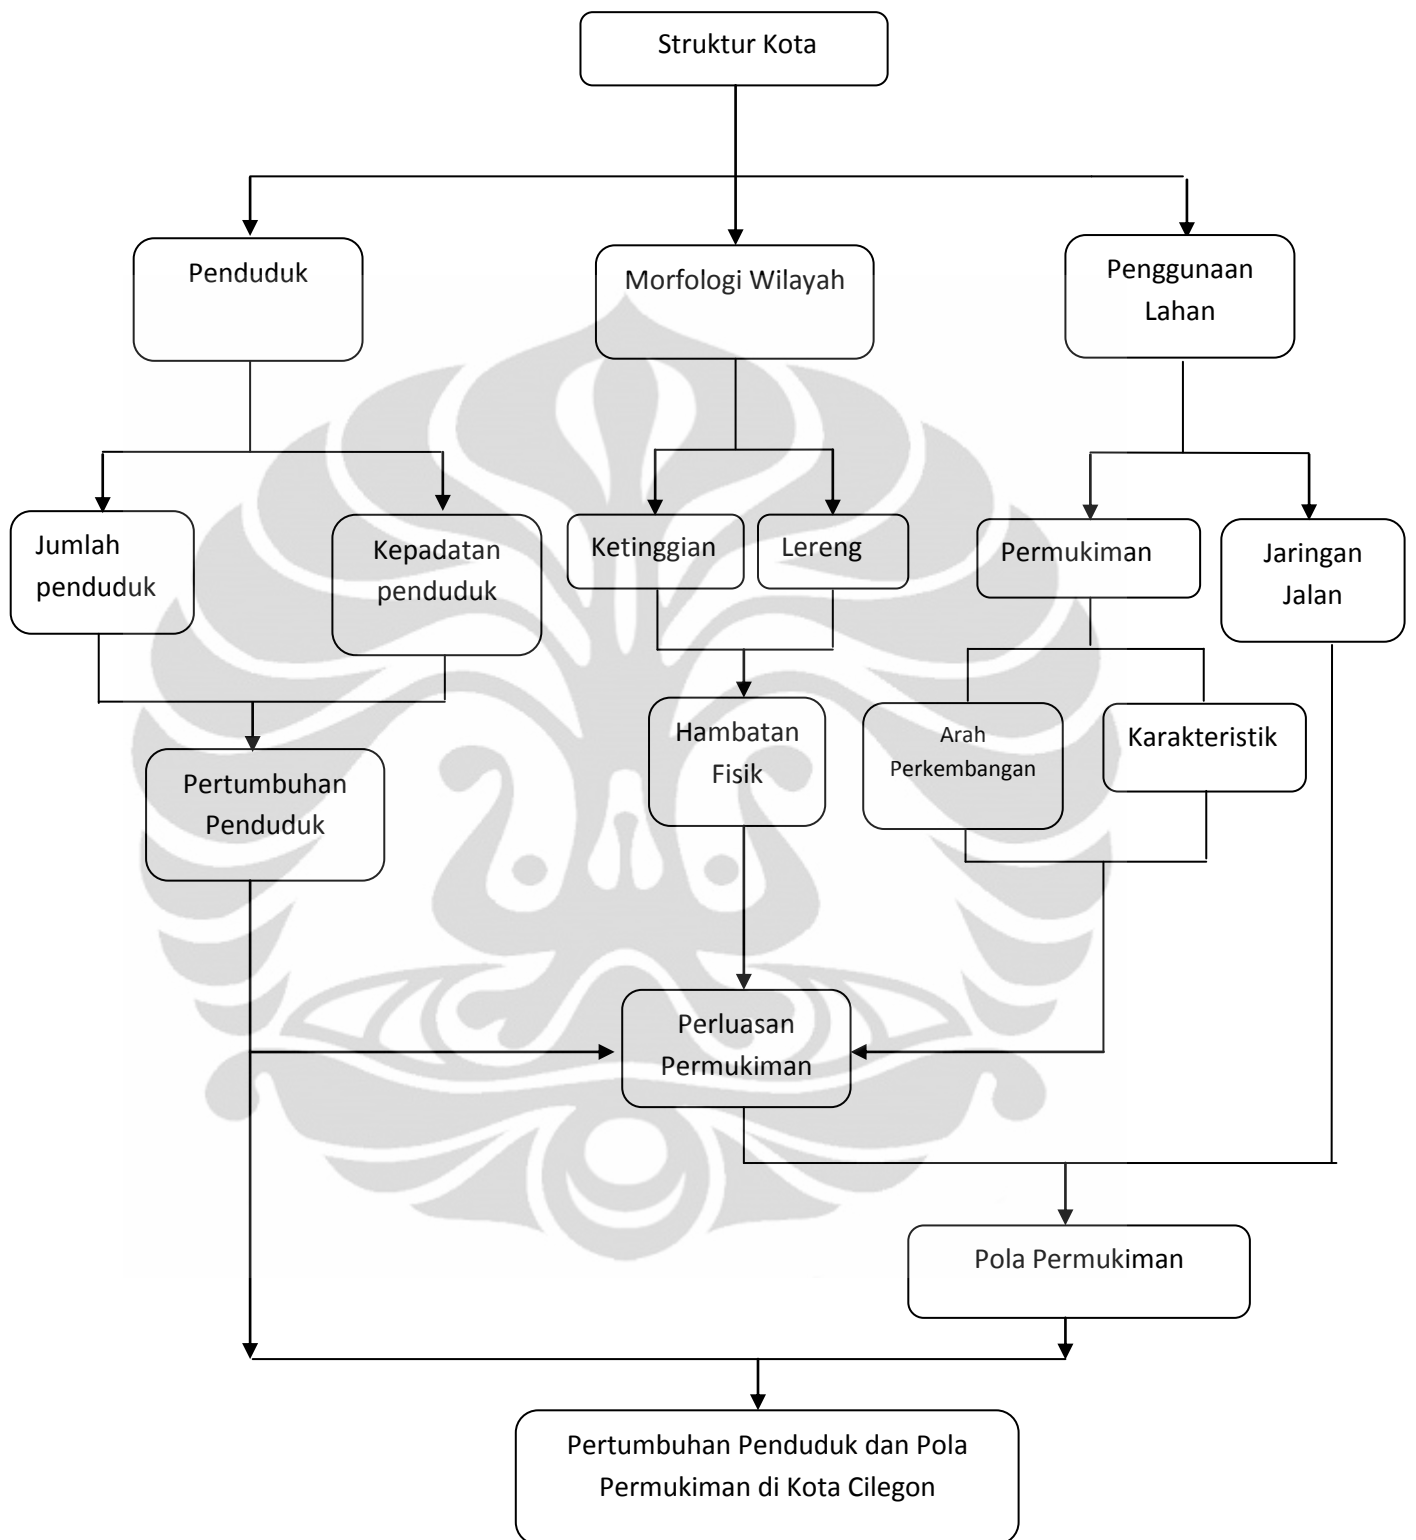 Struktur Kota
Penduduk
Morfologi Wilayah
Penggunaan
Lahan
Jumlah
penduduk
Kepadatan
penduduk
Ketinggian
Lereng
Permukiman
Jaringan
Jalan
Hambatan
Fisik
Arah
Perkembangan
Karakteristik
Pertumbuhan
Penduduk
Perluasan
Permukiman
Pola Permukiman
Pertumbuhan Penduduk dan Pola
Permukiman di Kota Cilegon